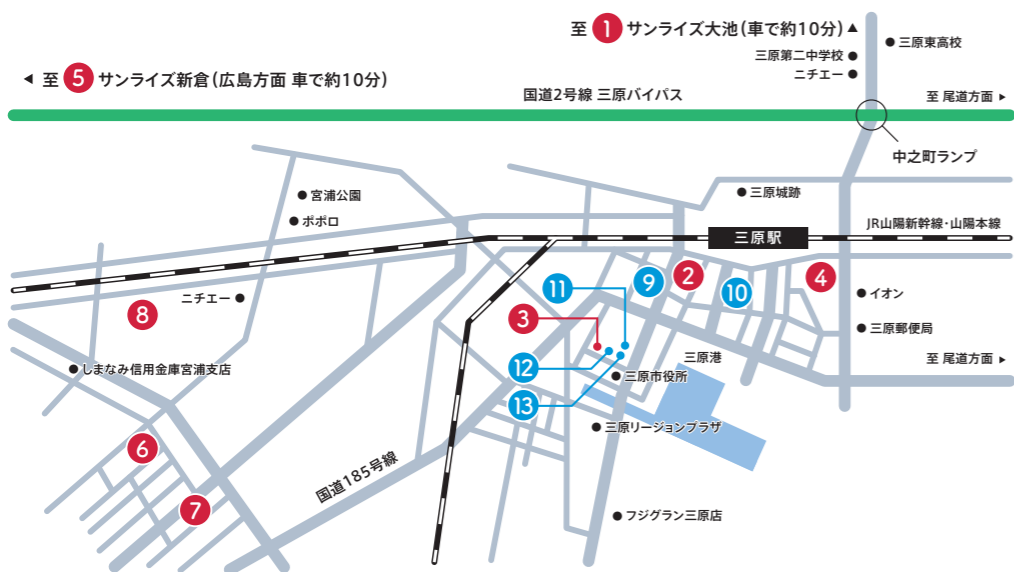 至 1 サンライズ大池(車で約10分) ▲
三原東高校
三原第二中学校
ニチエー
◀ 至 5 サンライズ新倉(広島方面 車で約10分)
国道2号線 三原バイパス
至 尾道方面 ▶
中之町ランプ
宮浦公園
三原城跡
ポポロ
JR山陽新幹線・山陽本線
三原駅
9
2
10
4
11
ニチエー
イオン
8
3
三原郵便局
三原港
至 尾道方面 ▶
しまなみ信用金庫宮浦支店
12
三原市役所
13
三原リージョンプラザ
6
国道185号線
7
フジグラン三原店